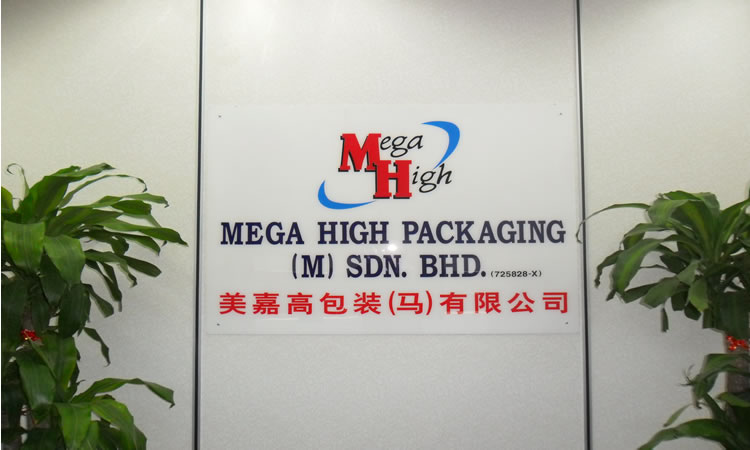 Mega
High
MEGA HIGH PACKAGING
(M) SDN. BHD. (725828-X)
美嘉高包装(马)有限公司